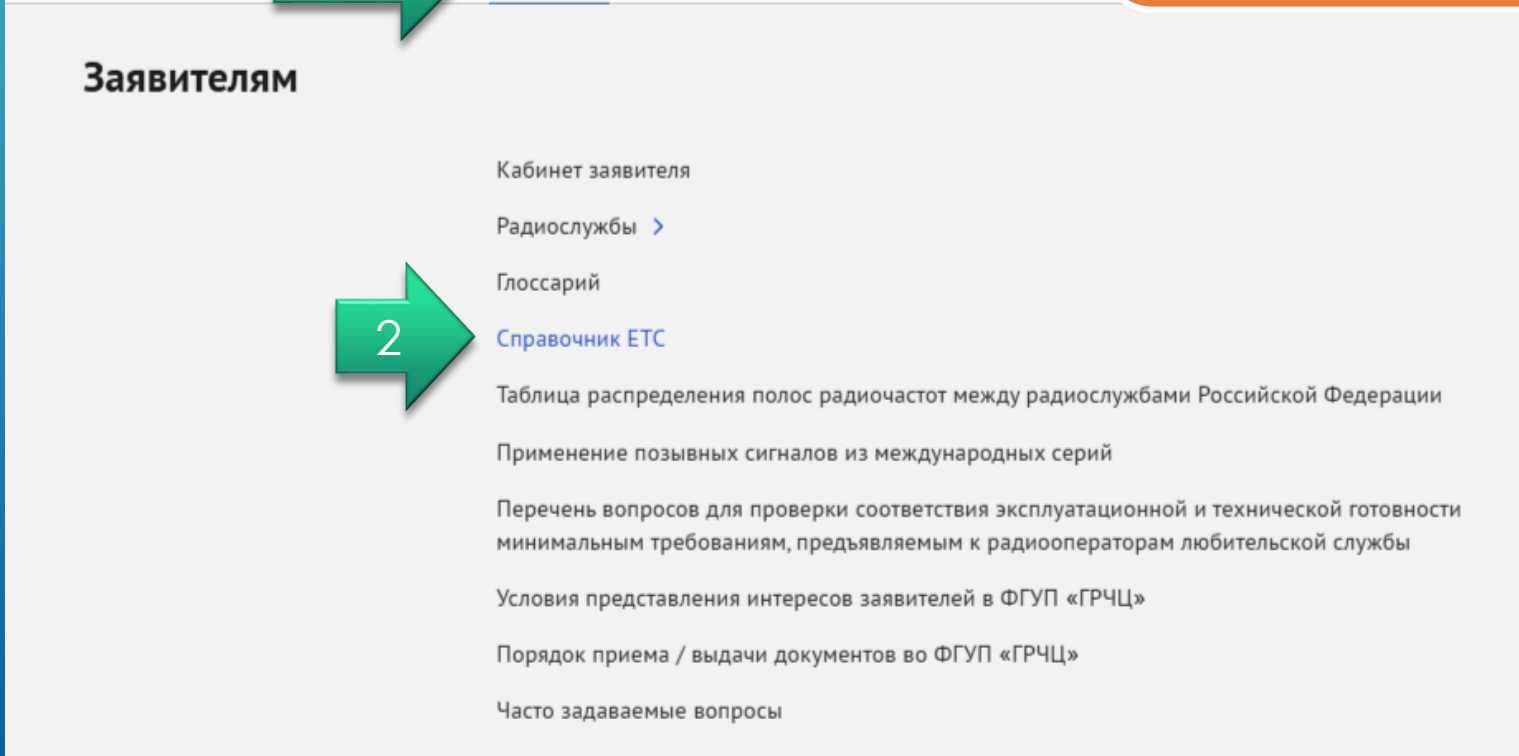 Заявителям
Кабинет заявителя
Радиослужбы >
Глоссарий
2
Справочник ЕТС
Таблица распределения полос радиочастот между радиослужбами Российской Федерации
Применение позывных сигналов из международных серий
Перечень вопросов для проверки соответствия эксплуатационной и технической готовности
минимальным требованиям, предъявляемым к радиооператорам любительской службы
Условия представления интересов заявителей в ФГУП «ГРЧЦ»
Порядок приема / выдачи документов во ФГУП «ГРЧЦ»
Часто задаваемые вопросы